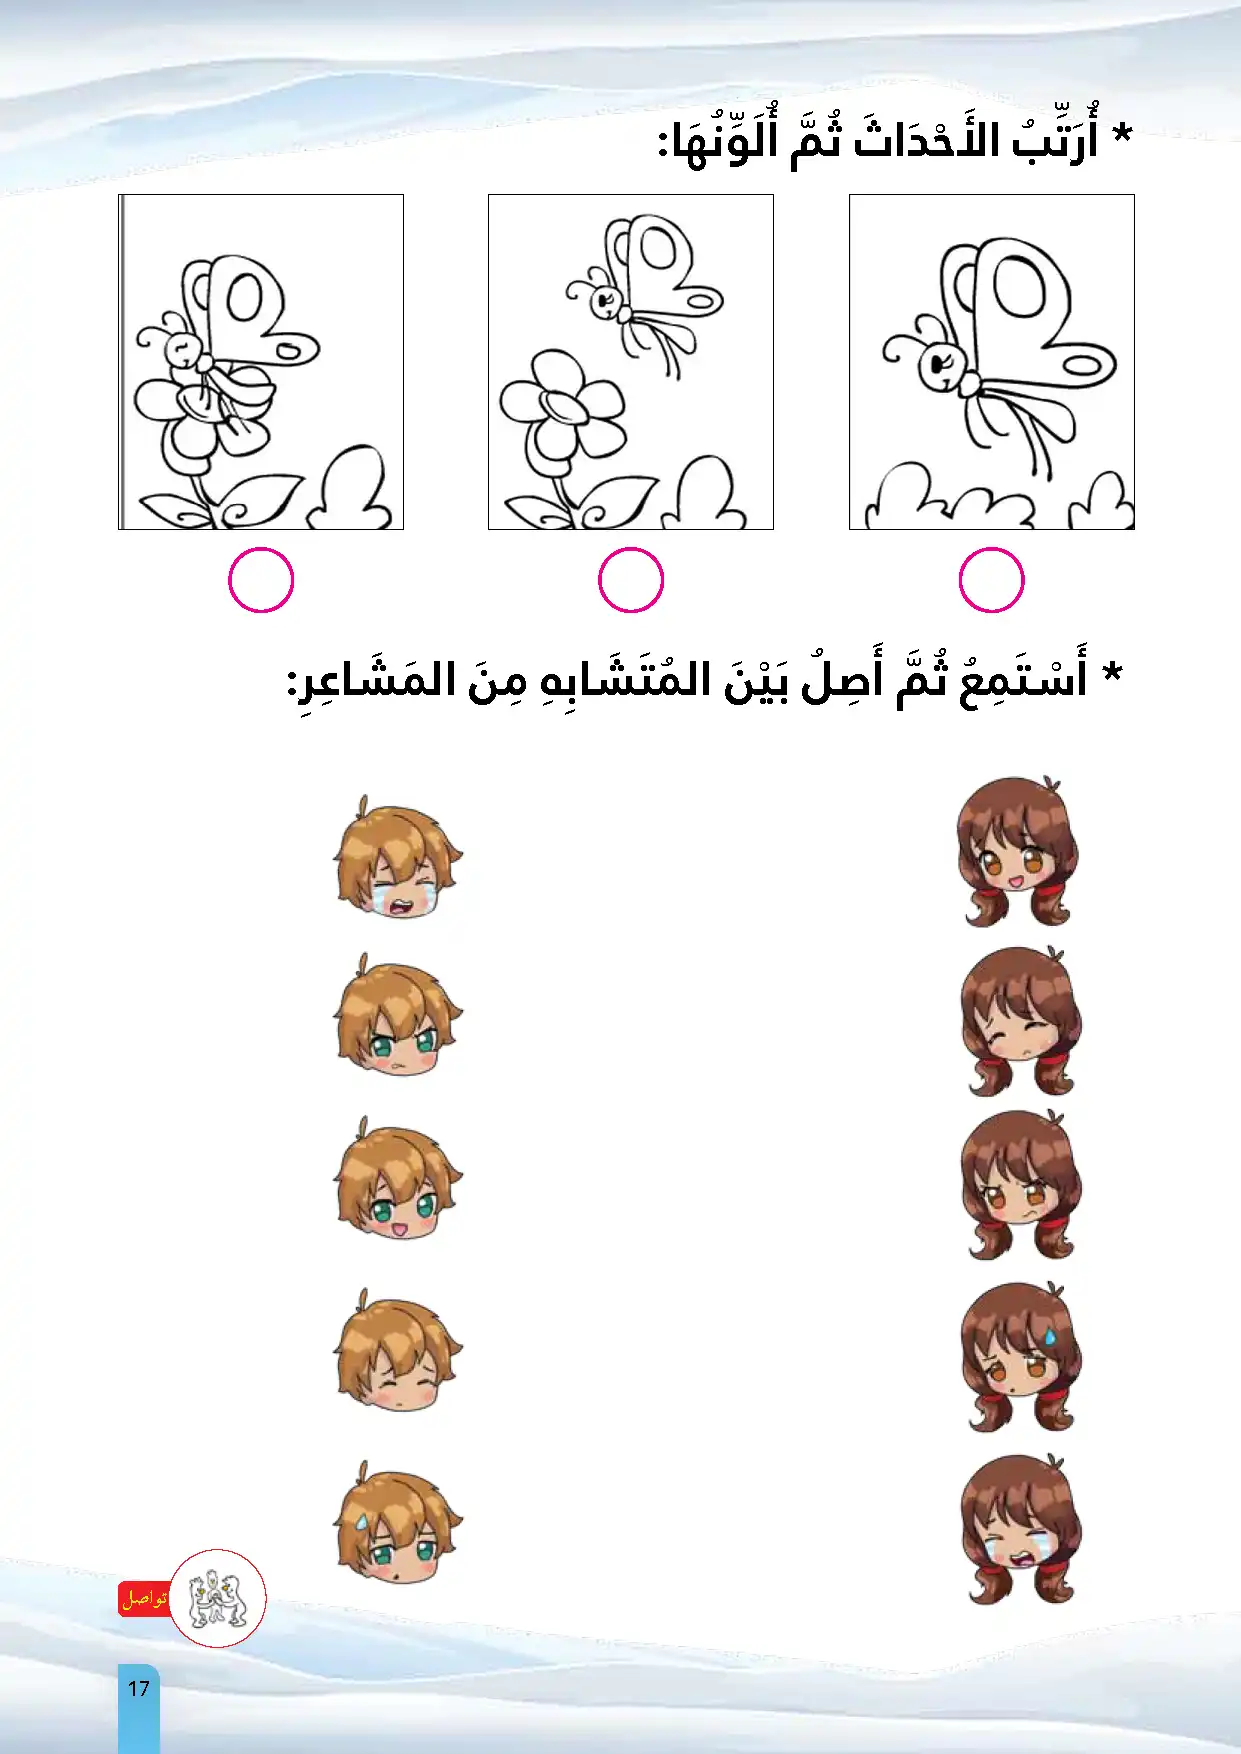 * أُرَتِّبُ الأَحْدَاثَ ثُمَّ أُلَوِّنُهَا:
* أَسْتَمِعُ ثُمَّ أَصِلُ بَيْنَ المُتَشَابِهِ مِنَ المَشَاعِرِ:
تواصل
17